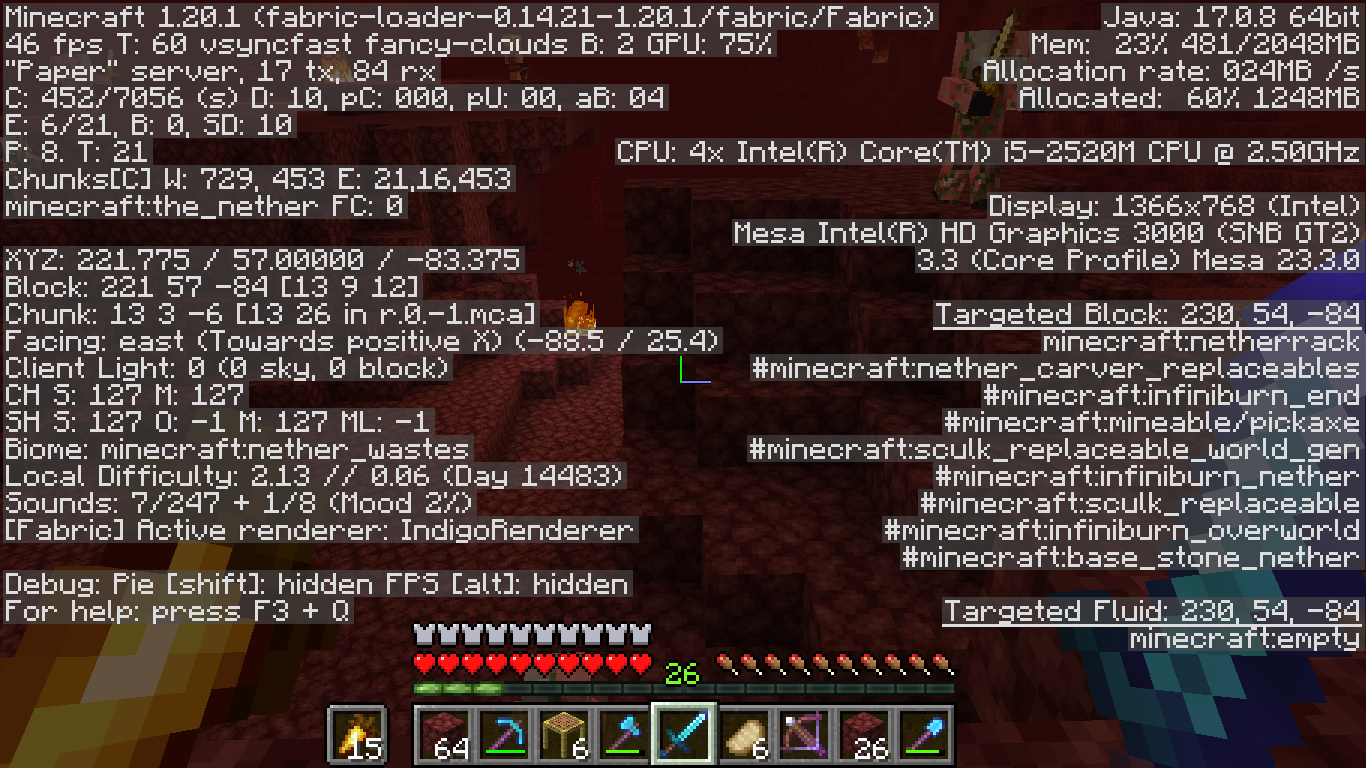 Minecraft 1.20.1 (fabric-loader-0.14.21-1.20.1/fabric/Fabric)
46 fps T: 60 vsyncfast fancy-clouds B: 2 GPU: 75%
"Paper" server, 17 tx, 84 rx
C: 452/7056 (s) D: 10, pC: 000, pU: 00, aB: 04
E: 6/21, B: 0, SD: 10
P: 8. T: 21
Chunks[C] W: 729, 453 E: 21,16,453
minecraft:the_nether FC: 0
XYZ: 221.775 / 57.00000 / -83.375
Block: 221 57 -84 [13 9 12]
Chunk: 13 3 -6 [13 26 in r.0.-1.mca]
Facing: east (Towards positive X) (-88.5 / 25.4)
Client Light: 0 (0 sky, 0 block)
CH S: 127 M: 127
SH S: 127 O: -1 M: 127 ML: -1
Biome: minecraft:nether_wastes
Local Difficulty: 2.13 // 0.06 (Day 14483)
Sounds: 7/247 + 1/8 (Mood 2%)
[Fabric] Active renderer: IndigoRenderer
Debug: Pie [shift]: hidden FPS [alt]: hidden
For help: press F3 + Q
Java: 17.0.8 64bit
Mem: 23% 481/2048MB
Allocation rate: 024MB /s
Allocated: 60% 1248MB
CPU: 4x Intel(R) Core(TM) i5-2520M CPU @ 2.50GHz
Display: 1366x768 (Intel)
Mesa Intel(R) HD Graphics 3000 (SNB GT2)
3.3 (Core Profile) Mesa 23.3.0
Targeted Block: 230, 54, -84
minecraft:netherrack
#minecraft:nether_carver_replaceables
#minecraft:infiniburn_end
#minecraft:mineable/pickaxe
#minecraft:sculk_replaceable_world_gen
#minecraft:infiniburn_nether
#minecraft:sculk_replaceable
#minecraft:infiniburn_overworld
#minecraft:base_stone_nether
Targeted Fluid: 230, 54, -84
minecraft:empty
26
15
64
6
6
26